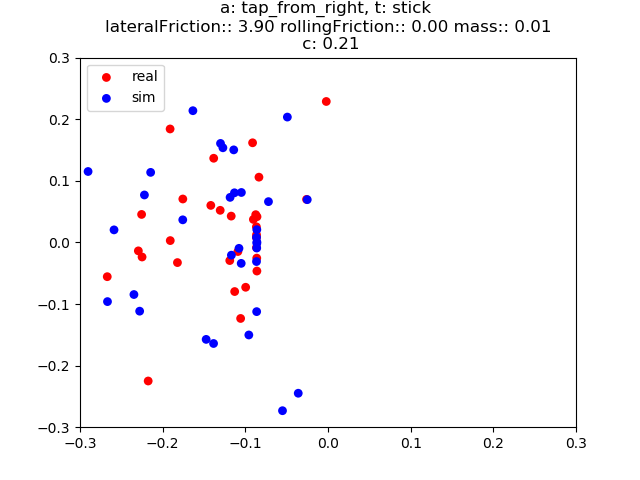 a: tap_from_right, t: stick
lateralFriction:: 3.90 rollingFriction:: 0.00 mass:: 0.01
c: 0.21
real
sim
0.3
0.2
0.1
0.0
−0.1
−0.2
−0.3
−0.3 −0.2 −0.1 0.0 0.1 0.2 0.3